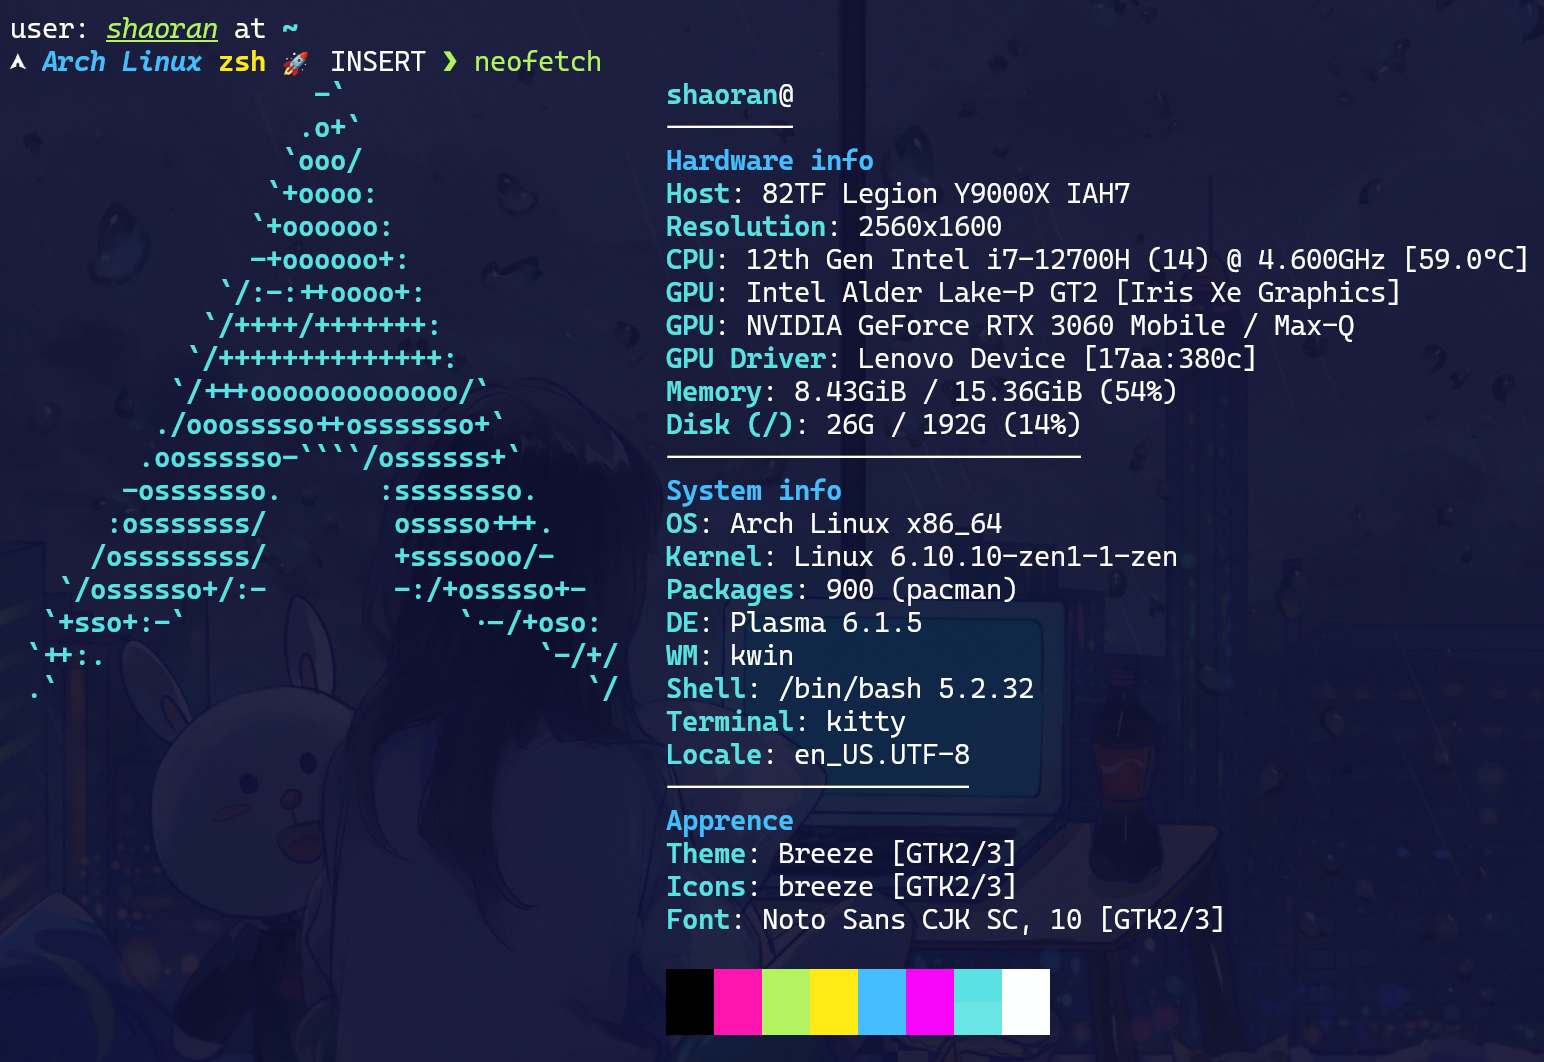 user: shaoran at ~
Arch Linux zsh 🚀 INSERT ❯ neofetch
                   -`
                  .o+`
                 `ooo/
                `+oooo:
               `+oooooo:
               -+oooooo+:
             `/:-:++oooo+:
            `/++++/+++++++:
           `/++++++++++++++:
          `/+++ooooooooooooo/`
         ./ooosssso++osssssso+`
        .oossssso-````/ossssss+`
       -osssssso.      :ssssssso.
      :osssssss/        osssso+++.
     /ossssssss/        +ssssooo/-
   `/ossssso+/:-        -:/+osssso+-
  `+sso+:-`                 `.-/+oso:
 `++:.                           `-/+/
 .`                                 `/
shaoran@
Hardware info
Host: 82TF Legion Y9000X IAH7
Resolution: 2560x1600
CPU: 12th Gen Intel i7-12700H (14) @ 4.600GHz [59.0°C]
GPU: Intel Alder Lake-P GT2 [Iris Xe Graphics]
GPU: NVIDIA GeForce RTX 3060 Mobile / Max-Q
GPU Driver: Lenovo Device [17aa:380c]
Memory: 8.43GiB / 15.36GiB (54%)
Disk (/): 26G / 192G (14%)
System info
OS: Arch Linux x86_64
Kernel: Linux 6.10.10-zen1-1-zen
Packages: 900 (pacman)
DE: Plasma 6.1.5
WM: kwin
Shell: /bin/bash 5.2.32
Terminal: kitty
Locale: en_US.UTF-8
Apprence
Theme: Breeze [GTK2/3]
Icons: breeze [GTK2/3]
Font: Noto Sans CJK SC, 10 [GTK2/3]